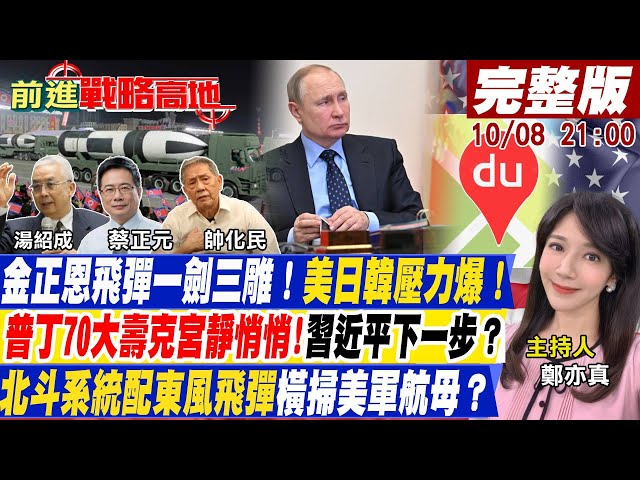 前進戰略高地
完整版
10/08 21:00
du
湯紹成 蔡正元 帥化民
金正恩飛彈一劍三雕！美日韓壓力爆！
普丁70大壽克宮靜悄悄!習近平下一步？
北斗系統配東風飛彈橫掃美軍航母？
主持人
鄭亦真